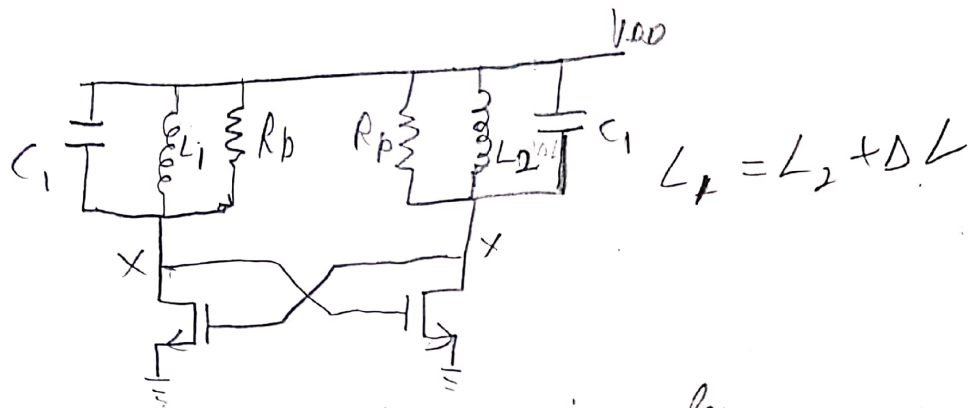 VDD
C1 L1 Rp Rp L2 C1
L1 = L2 + ΔL
X X